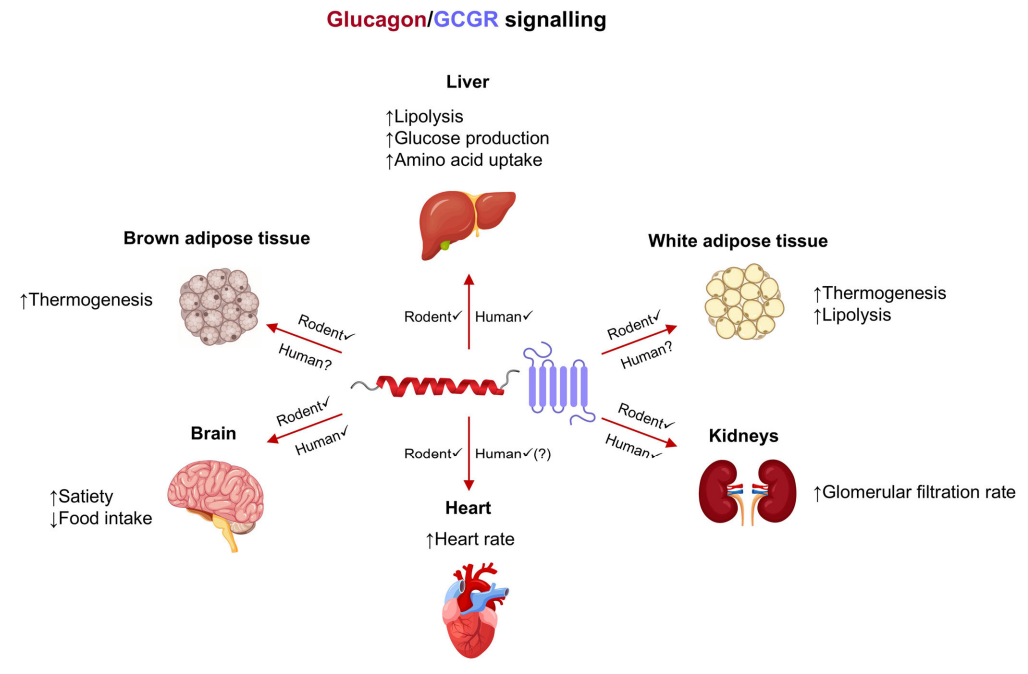 Glucagon/GCGR signalling
Liver
↑Lipolysis
↑Glucose production
↑Amino acid uptake
Brown adipose tissue
↑Thermogenesis
White adipose tissue
↑Thermogenesis
↑Lipolysis
Rodent✓ Human✓
Rodent✓
Human?
Rodent✓
Human?
Rodent✓
Human✓
Rodent✓
Human✓
Rodent✓ Human✓(?)
Brain
↑Satiety
↓Food intake
Kidneys
↑Glomerular filtration rate
Heart
↑Heart rate